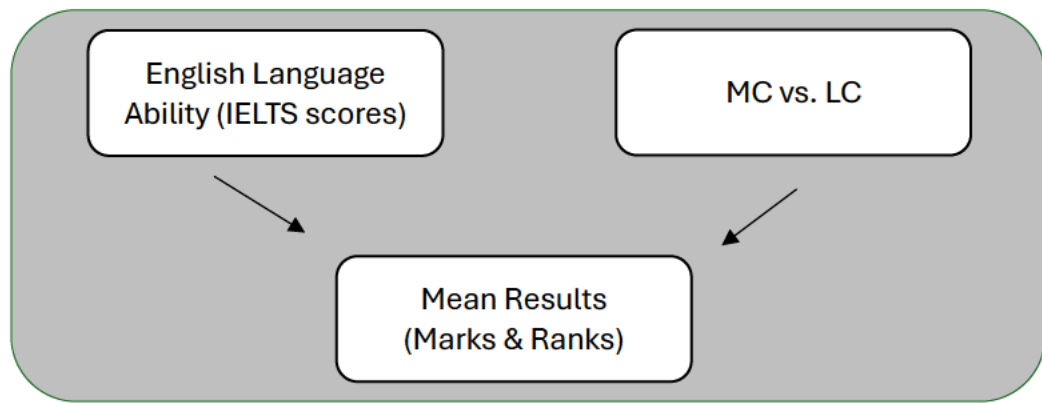 English Language
Ability (IELTS scores)
MC vs. LC
Mean Results
(Marks & Ranks)